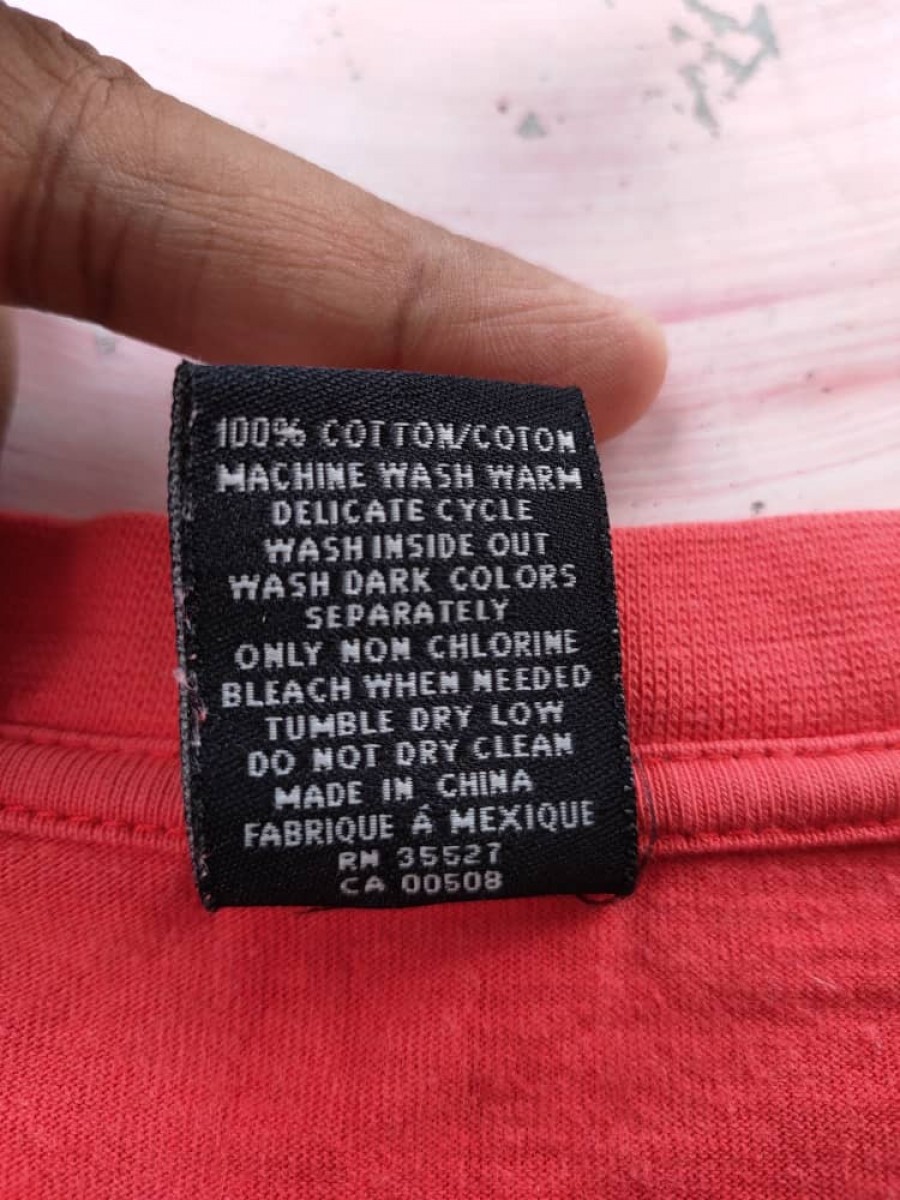 100% COTTON/COTON
MACHINE WASH WARM
DELICATE CYCLE
WASH INSIDE OUT
WASH DARK COLORS
SEPARATELY
ONLY NON CHLORINE
BLEACH WHEN NEEDED
TUMBLE DRY LOW
DO NOT DRY CLEAN
MADE IN CHINA
FABRIQUE Á MEXIQUE
RN 35527
CA 00508